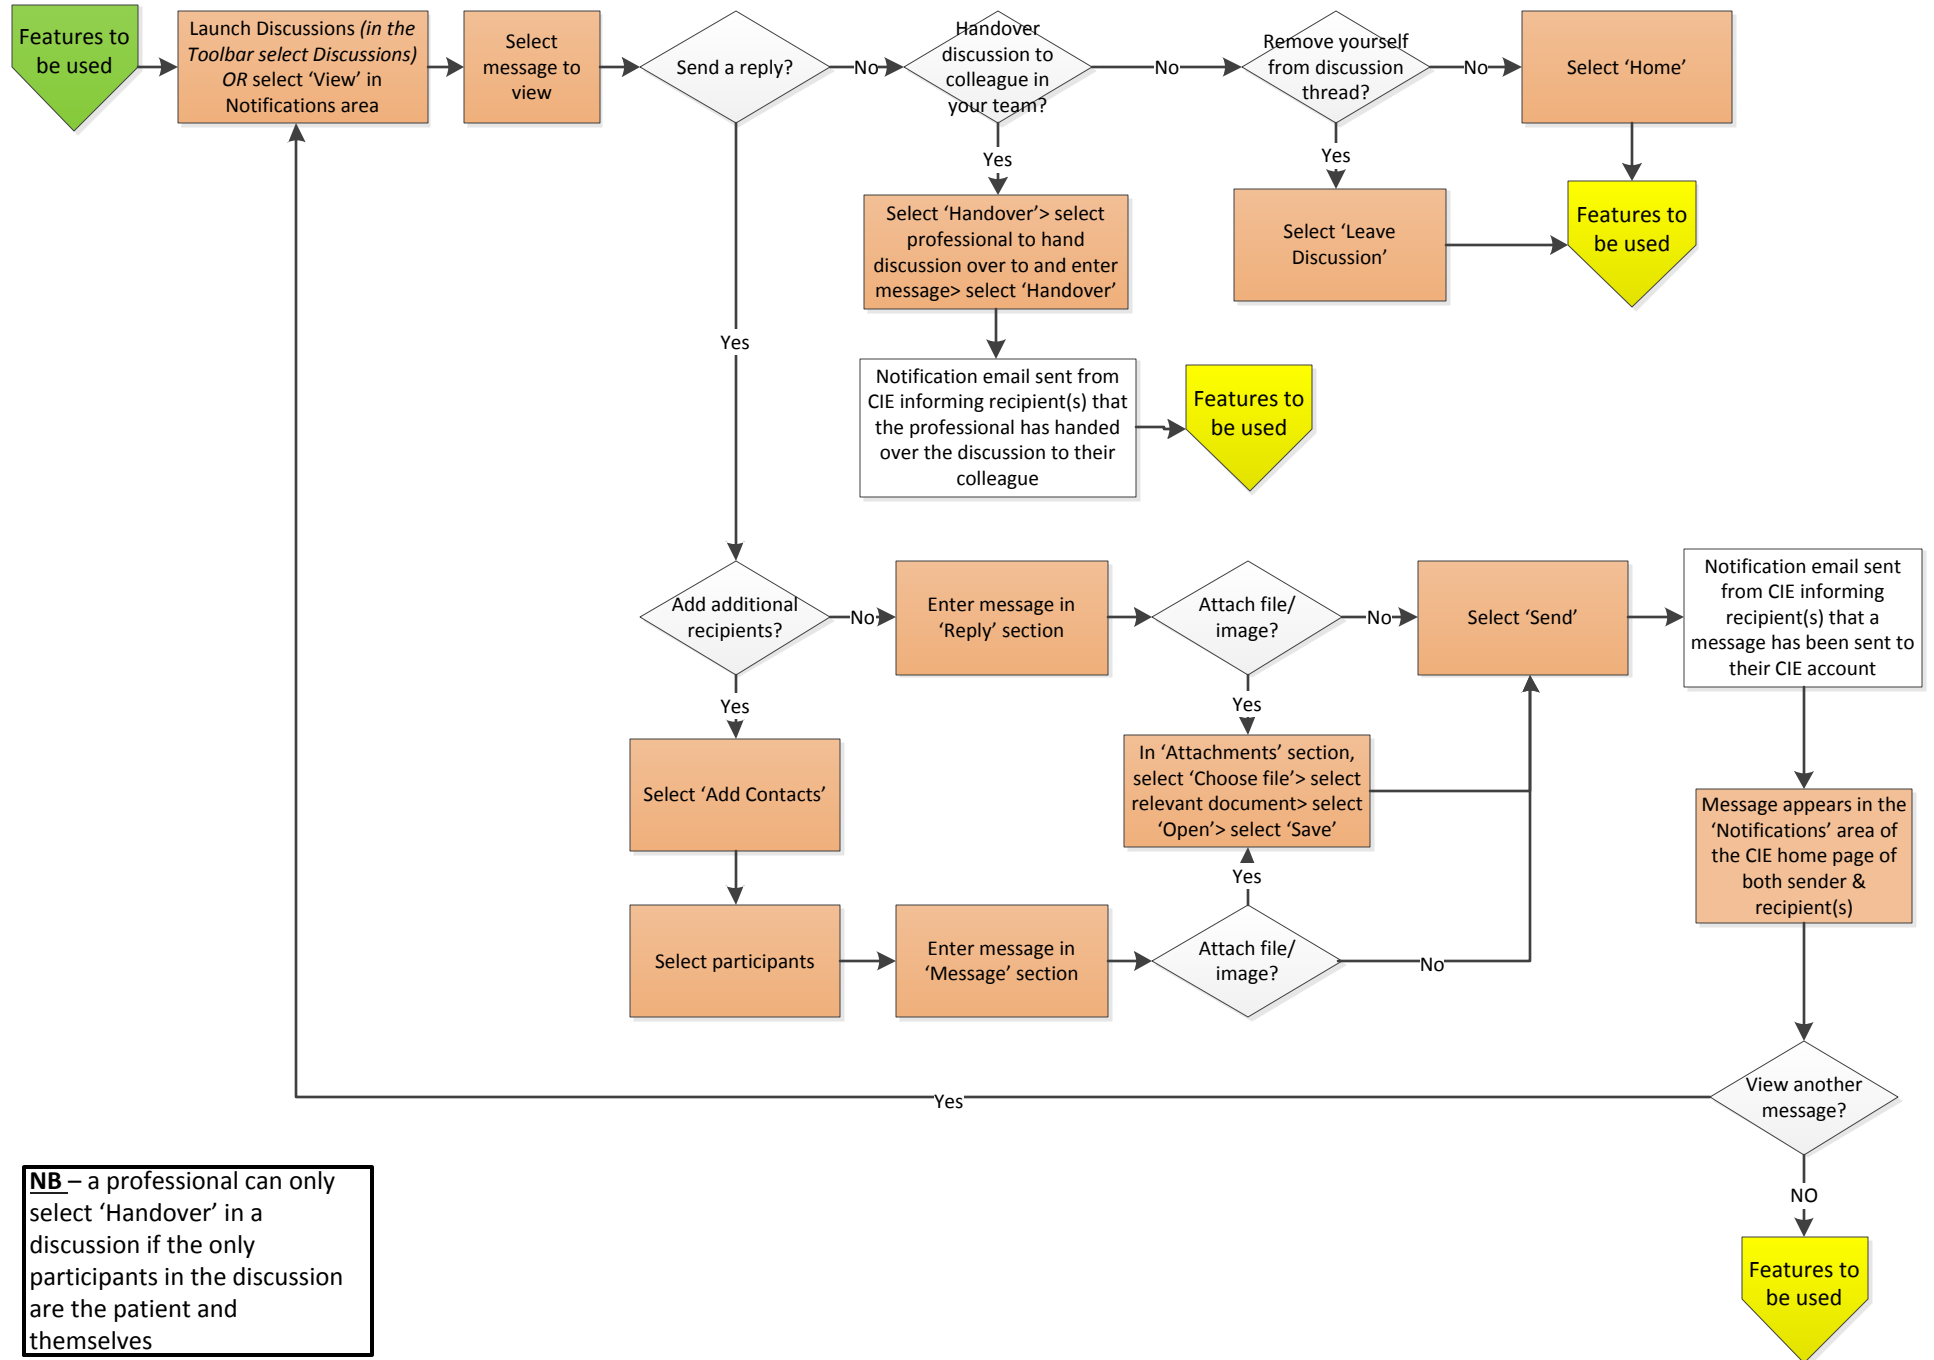 Features to
be used
Launch Discussions (in the
Toolbar select Discussions)
OR select ‘View’ in
Notifications area
Select
message to
view
Send a reply?
No
Handover
discussion to
colleague in
your team?
No
Remove yourself
from discussion
thread?
No
Select ‘Home’
Yes
Yes
Select ‘Handover’> select
professional to hand
discussion over to and enter
message> select ‘Handover’
Select ‘Leave
Discussion’
Features to
be used
Yes
Notification email sent from
CIE informing recipient(s) that
the professional has handed
over the discussion to their
colleague
Features to
be used
Add additional
recipients?
No
Enter message in
‘Reply’ section
Attach file/
image?
No
Select ‘Send’
Notification email sent
from CIE informing
recipient(s) that a
message has been sent to
their CIE account
Yes
Yes
Select ‘Add Contacts’
In ‘Attachments’ section,
select ‘Choose file’> select
relevant document> select
‘Open’> select ‘Save’
Message appears in the
‘Notifications’ area of
the CIE home page of
both sender &
recipient(s)
Yes
Select participants
Enter message in
‘Message’ section
Attach file/
image?
No
View another
message?
Yes
NO
Features to
be used
NB – a professional can only
select ‘Handover’ in a
discussion if the only
participants in the discussion
are the patient and
themselves